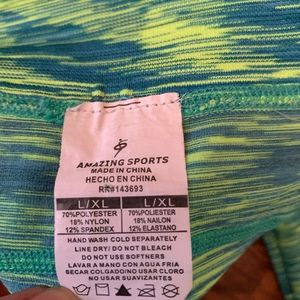 AMAZING SPORTS
MADE IN CHINA
HECHO EN CHINA
RN#143693
L/XL L/XL
70%POLYESTER 70%POLYESTER
18%NYLON 18%NAILON
12% SPANDEX 12% ELASTANO
HAND WASH COLD SEPARATELY
LINE DRY/ DO NOT BLEACH
DO NOT USE SOFTENERS
LAVAR A MANO CON AGUA FRIA
SECAR COLGADO/NO USAR CLORO
NO USAR SUAVIZANTES